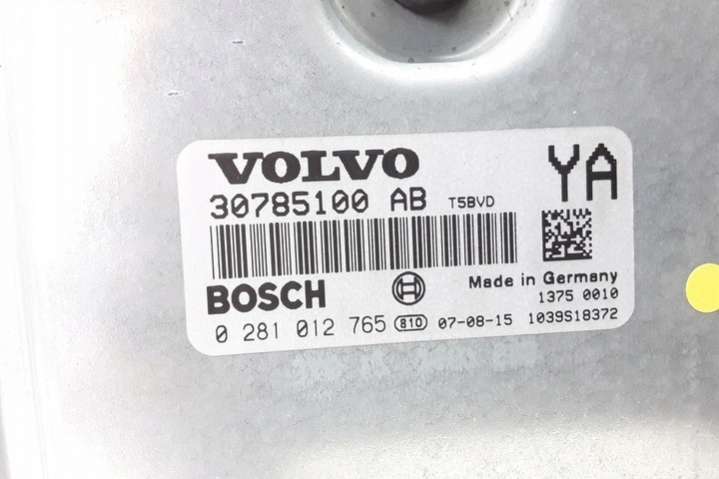 VOLVO YA
30785100 AB T5BVD
BOSCH Made in Germany
1375 0010
0 281 012 765 810 07-08-15 1039S18372